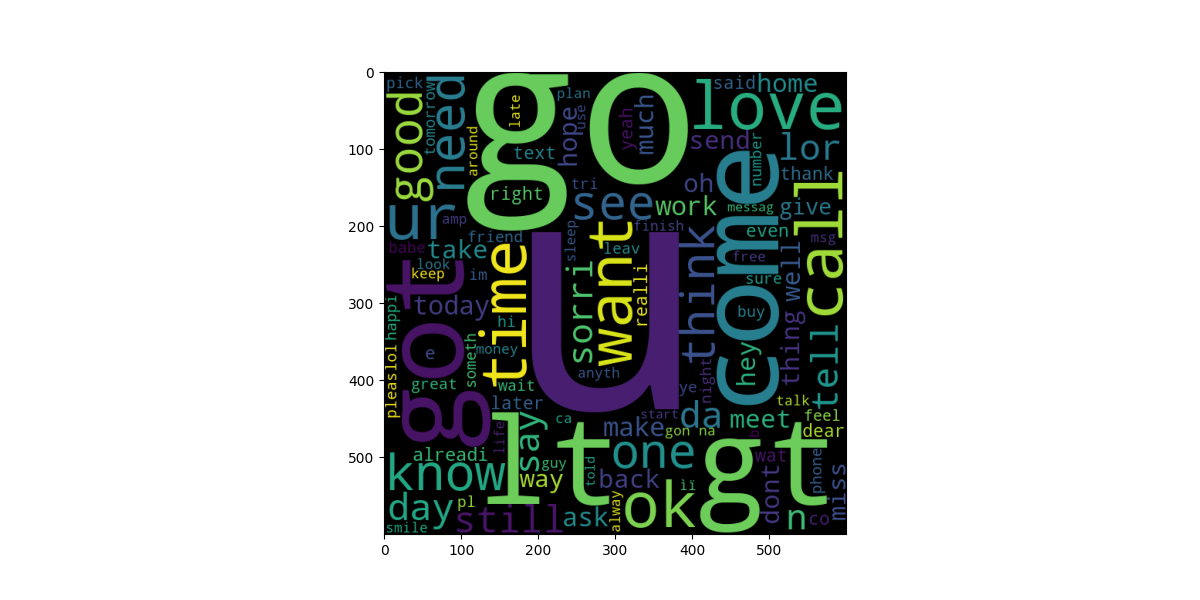 0
100
200
300
400
500
0
100
200
300
400
500
pick
good
tomorrow
need
around
go
late
text
right
plan
use
hope
tri
yeah
much
love
said
home
send
lor
number
oh
thank
see
work
messag
give
ur
amp
finish
even
msg
call
babe
take
friend
look
keep
im
sleep
leav
want
think
come
free
sure
well
got
today
time
hi
u
sorri
realli
buy
thing
tell
happi
e
money
someth
pleas
lol
great
wait
anyth
ye
night
hey
talk
later
ca
start
make
gon na
da
meet
feel
dear
life
say
lt
guy
way
told
one
back
b
wat
gt
phone
miss
dont
alreadi
know
day
pl
smile
still
ask
alway
ok
ìï
n
co